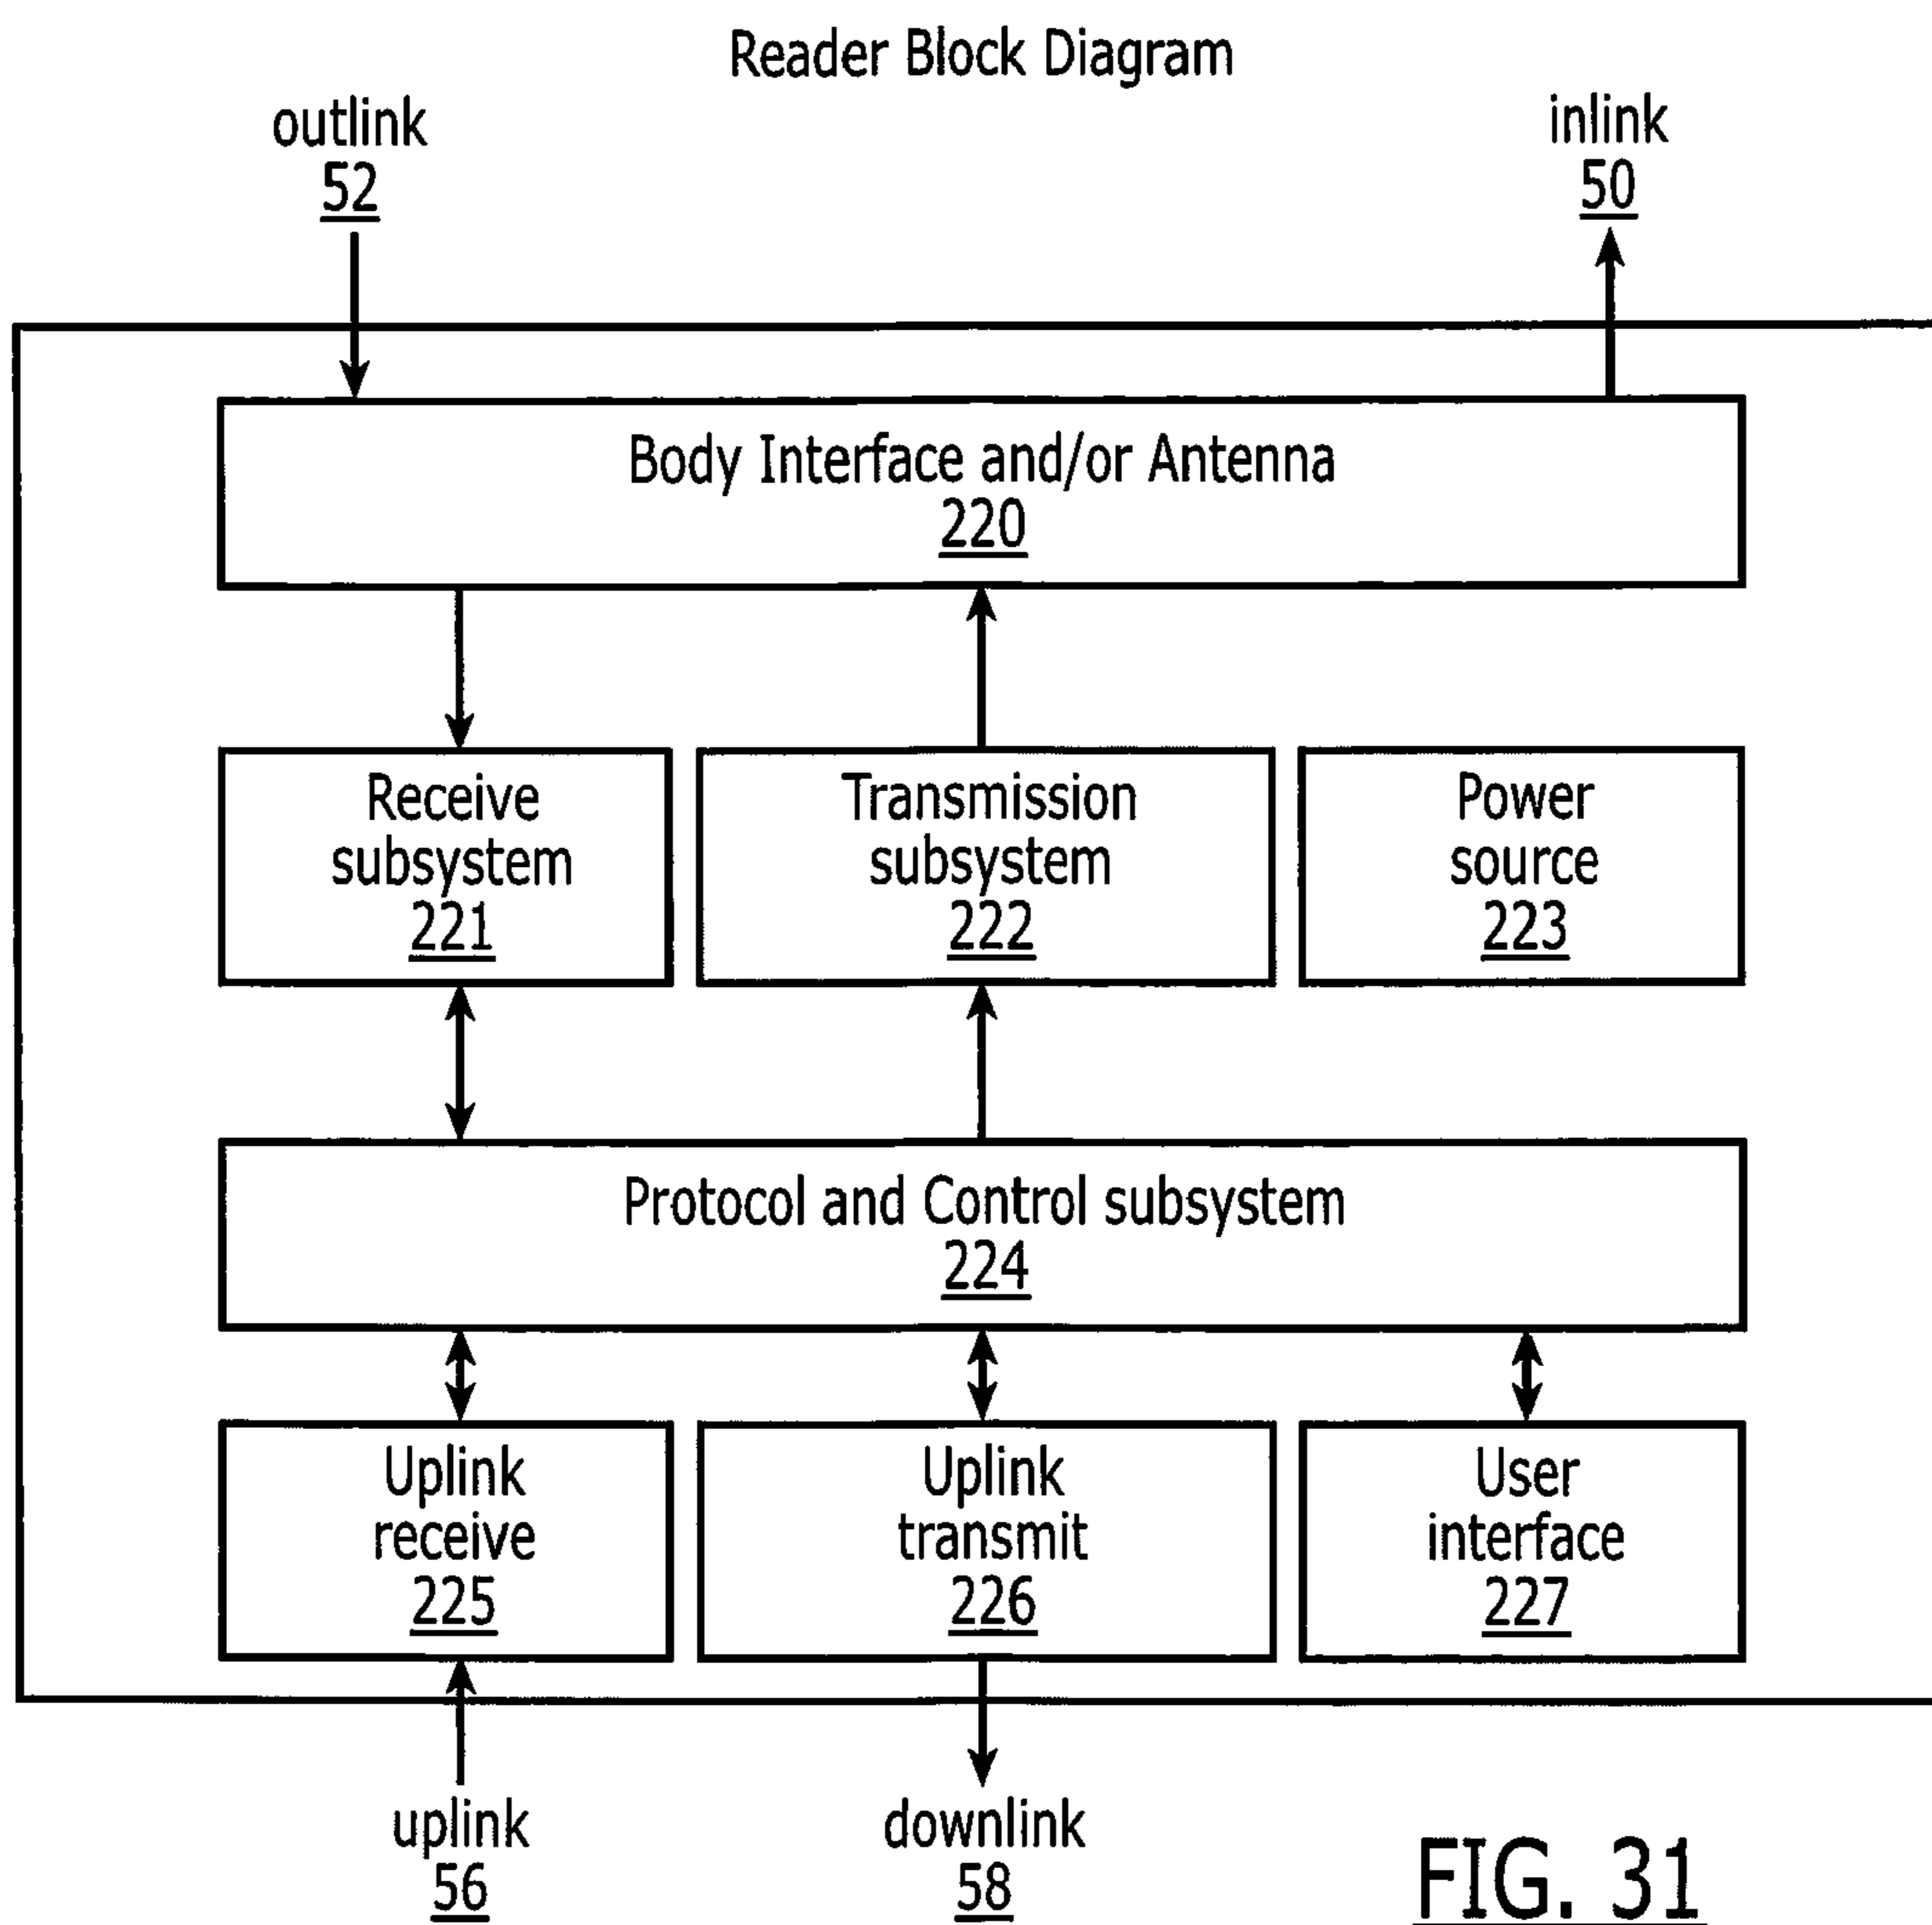 Reader Block Diagram
outlink
52
inlink
50
Body Interface and/or Antenna
220
Receive
subsystem
221
Transmission
subsystem
222
Power
source
223
Protocol and Control subsystem
224
Uplink
receive
225
Uplink
transmit
226
User
interface
227
uplink
56
downlink
58
FIG. 31